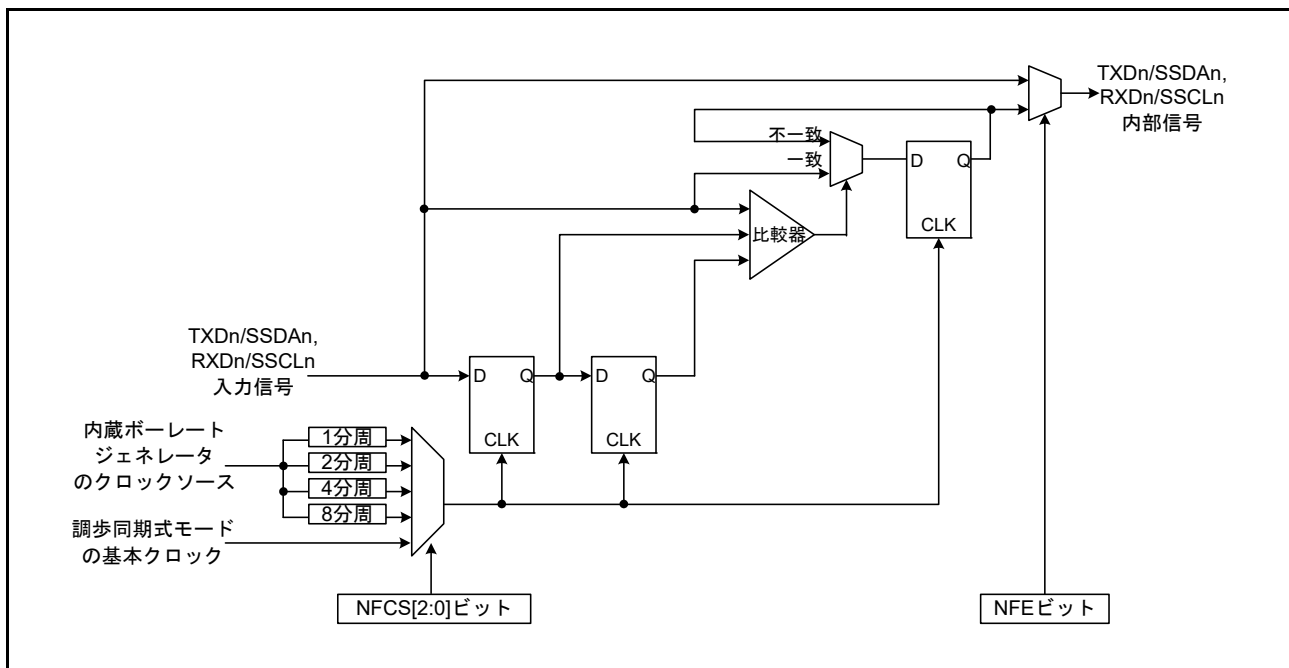 TXDn/SSDAn,
RXDn/SSCLn
内部信号
不一致
一致
D
Q
CLK
比較器
TXDn/SSDAn,
RXDn/SSCLn
入力信号
D
Q
CLK
D
Q
CLK
内蔵ボーレート
ジェネレータ
のクロックソース
1分周
2分周
4分周
8分周
調歩同期式モード
の基本クロック
NFCS[2:0]ビット
NFEビット